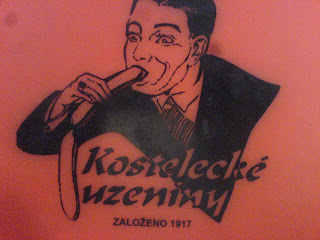 Kostelecké
uzeniny
ZALOŽENO 1917